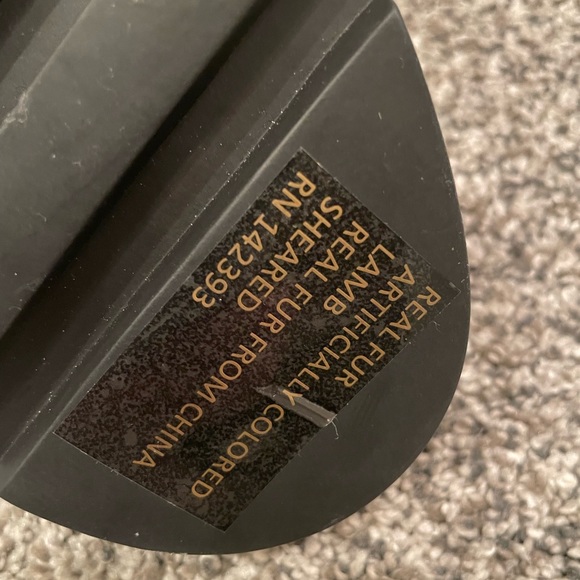 REAL FUR
ARTIFICIALLY COLORED
LAMB
REAL FUR FROM CHINA
SHEARED
RN 142393